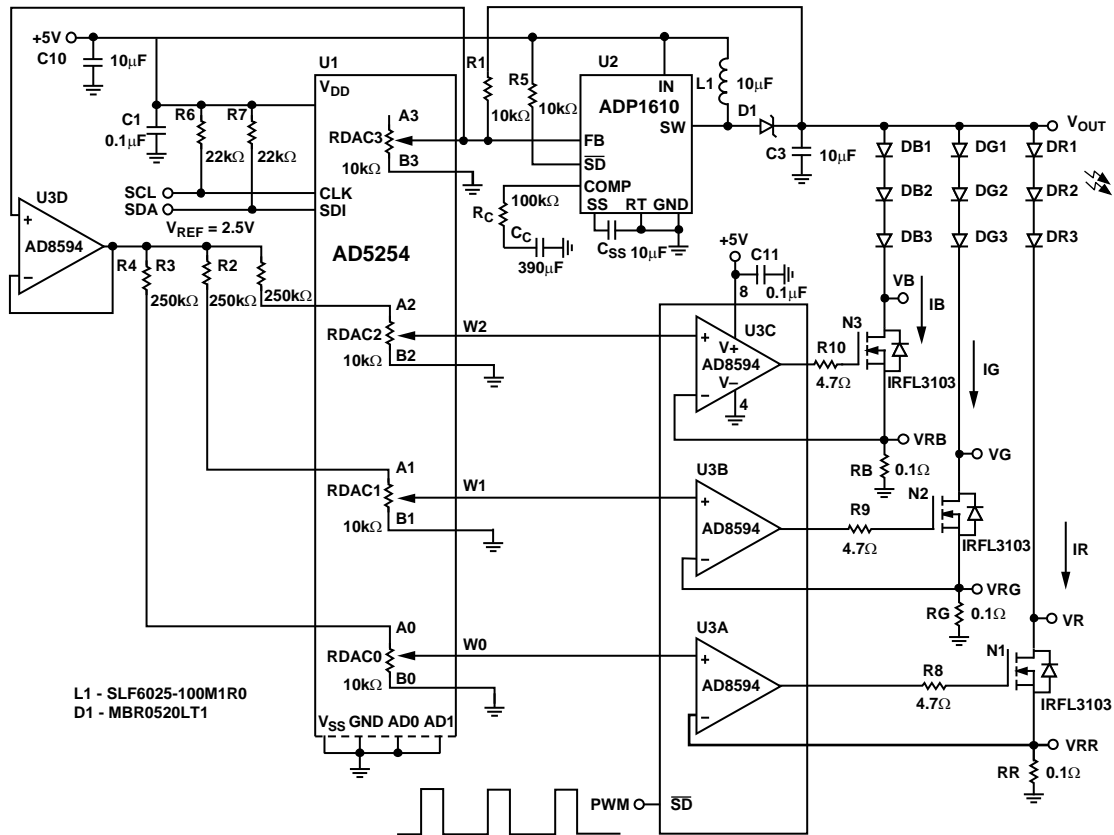 +5V
C10
10μF
C1
0.1μF
R6
22kΩ
R7
22kΩ
SCL
SDA
VREF = 2.5V
U3D
+
AD8594
−
R4
R3
R2
250kΩ
250kΩ
250kΩ
U1
VDD
A3
RDAC3
10kΩ
B3
CLK
SDI
AD5254
A2
RDAC2
10kΩ
B2
W2
A1
RDAC1
10kΩ
B1
W1
A0
RDAC0
10kΩ
B0
W0
VSS GND AD0 AD1
R1
10kΩ
R5
10kΩ
U2
IN
ADP1610
SW
FB
SD
COMP
SS RT GND
100kΩ
RC
CC
390μF
CSS 10μF
L1
10μF
D1
C3
10μF
VOUT
DB1
DG1
DR1
DB2
DG2
DR2
DB3
DG3
DR3
+5V
C11
0.1μF
8
U3C
+
V+
AD8594
V−
−
4
R10
4.7Ω
N3
IRFL3103
VB
IB
VRB
RB
0.1Ω
IG
VG
U3B
+
AD8594
−
R9
4.7Ω
N2
IRFL3103
VRG
RG
0.1Ω
IR
VR
U3A
+
AD8594
−
R8
4.7Ω
N1
IRFL3103
VRR
RR
0.1Ω
PWM
SD
L1 - SLF6025-100M1R0
D1 - MBR0520LT1